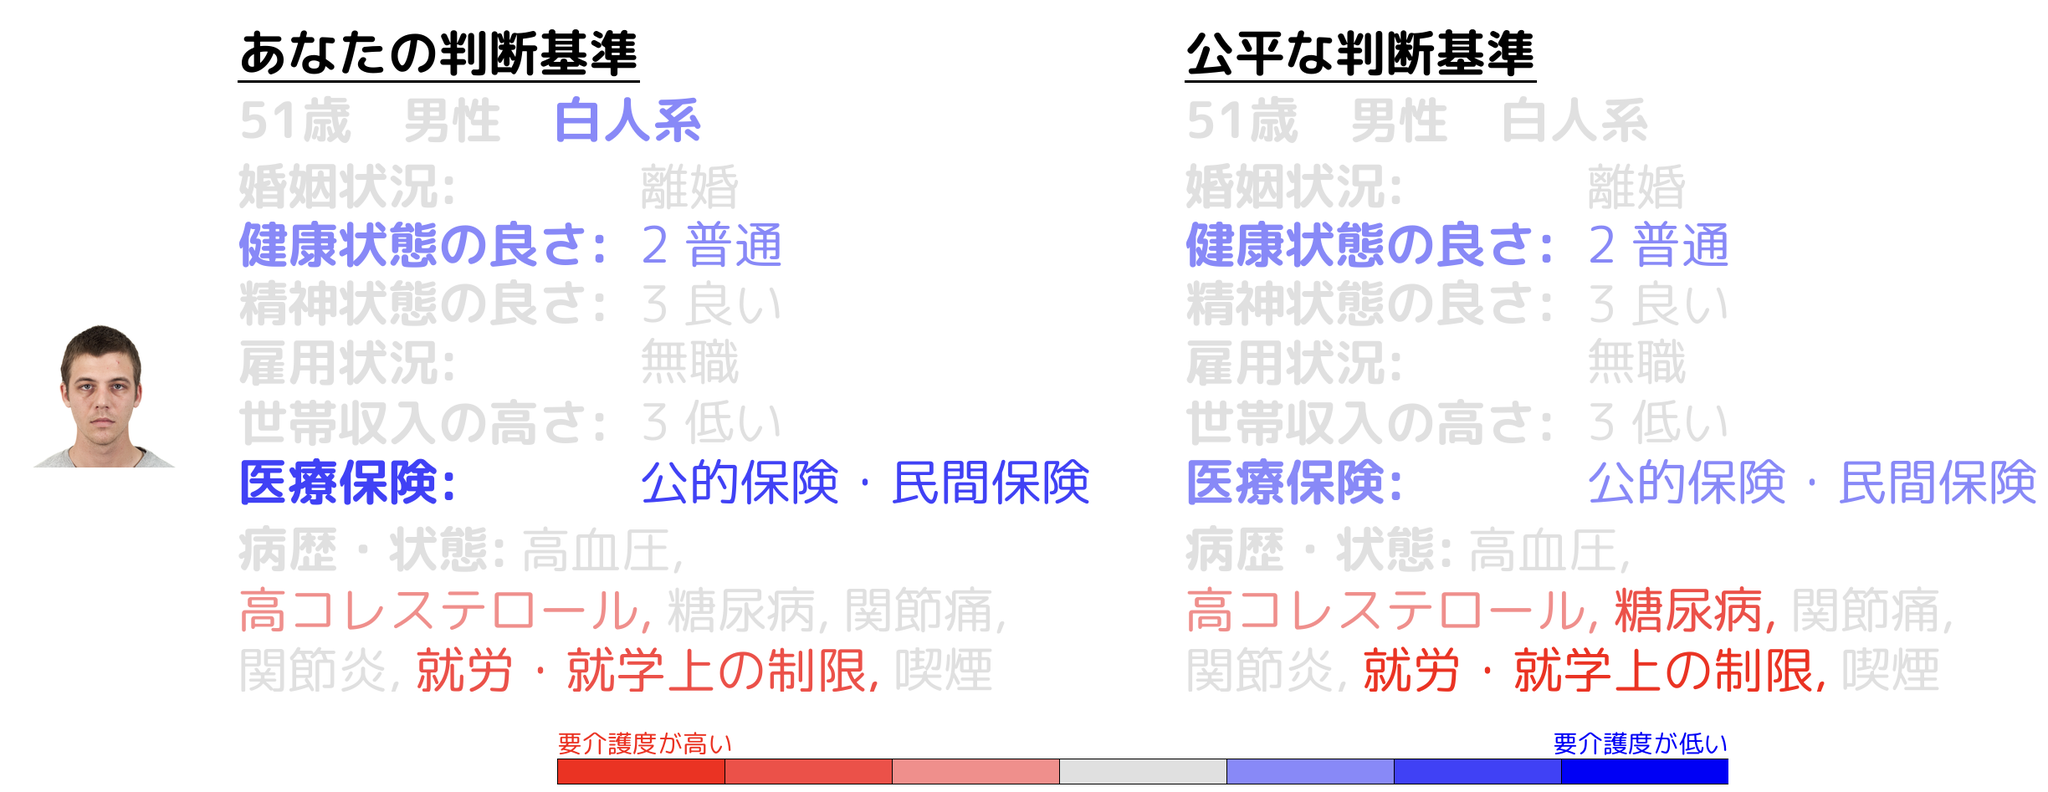 あなたの判断基準
51歳　男性　白人系
婚姻状況: 離婚
健康状態の良さ: 2 普通
精神状態の良さ: 3 良い
雇用状況: 無職
世帯収入の高さ: 3 低い
医療保険: 公的保険・民間保険
病歴・状態: 高血圧,
高コレステロール, 糖尿病, 関節痛,
関節炎, 就労・就学上の制限, 喫煙
公平な判断基準
51歳　男性　白人系
婚姻状況: 離婚
健康状態の良さ: 2 普通
精神状態の良さ: 3 良い
雇用状況: 無職
世帯収入の高さ: 3 低い
医療保険: 公的保険・民間保険
病歴・状態: 高血圧,
高コレステロール, 糖尿病, 関節痛,
関節炎, 就労・就学上の制限, 喫煙
要介護度が高い
要介護度が低い